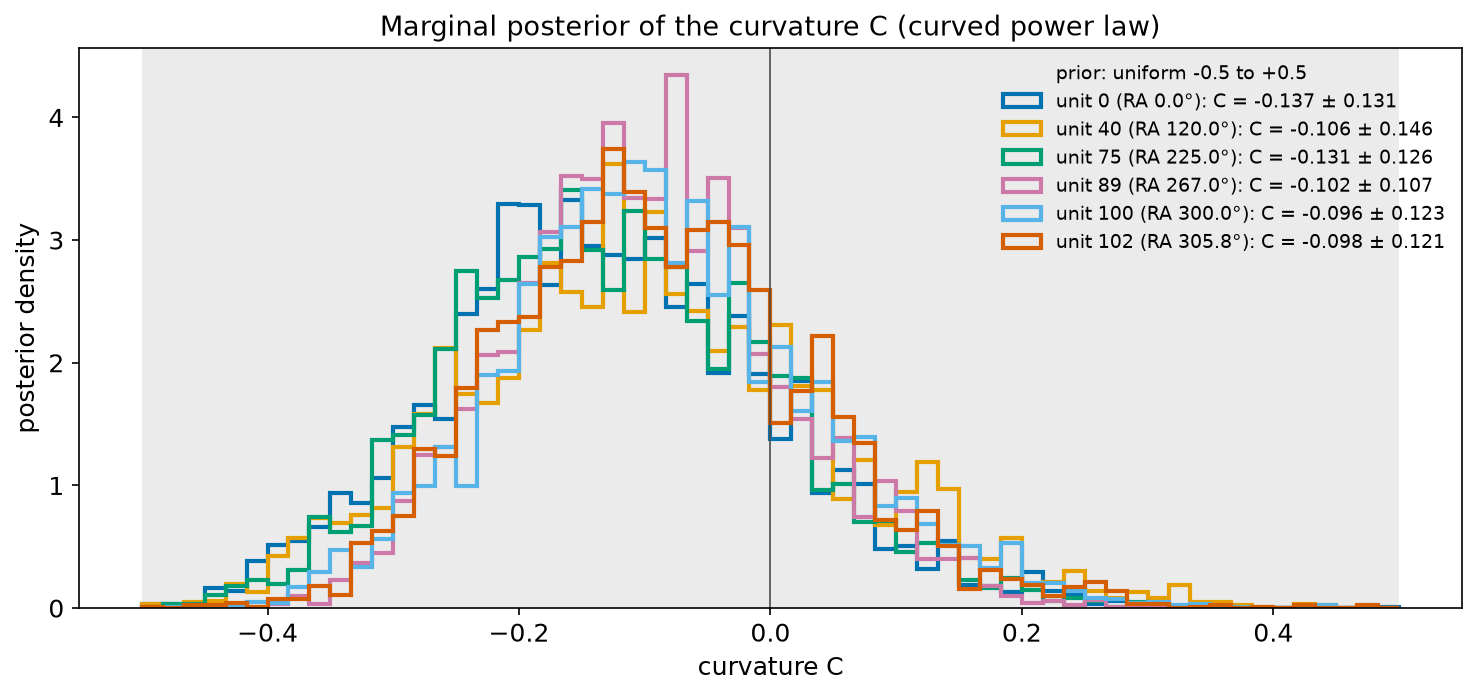 Marginal posterior of the curvature C (curved power law)
prior: uniform -0.5 to +0.5
unit 0 (RA 0.0°): C = -0.137 ± 0.131
unit 40 (RA 120.0°): C = -0.106 ± 0.146
unit 75 (RA 225.0°): C = -0.131 ± 0.126
unit 89 (RA 267.0°): C = -0.102 ± 0.107
unit 100 (RA 300.0°): C = -0.096 ± 0.123
unit 102 (RA 305.8°): C = -0.098 ± 0.121
posterior density
4
3
2
1
0
−0.4 −0.2 0.0 0.2 0.4
curvature C